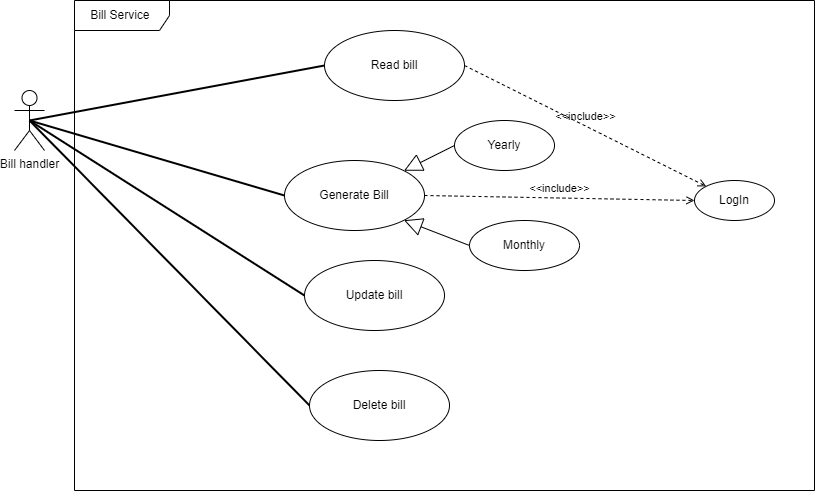 Bill Service
Read bill
<<include>>
Yearly
Bill handler
Generate Bill
<<include>>
LogIn
Monthly
Update bill
Delete bill